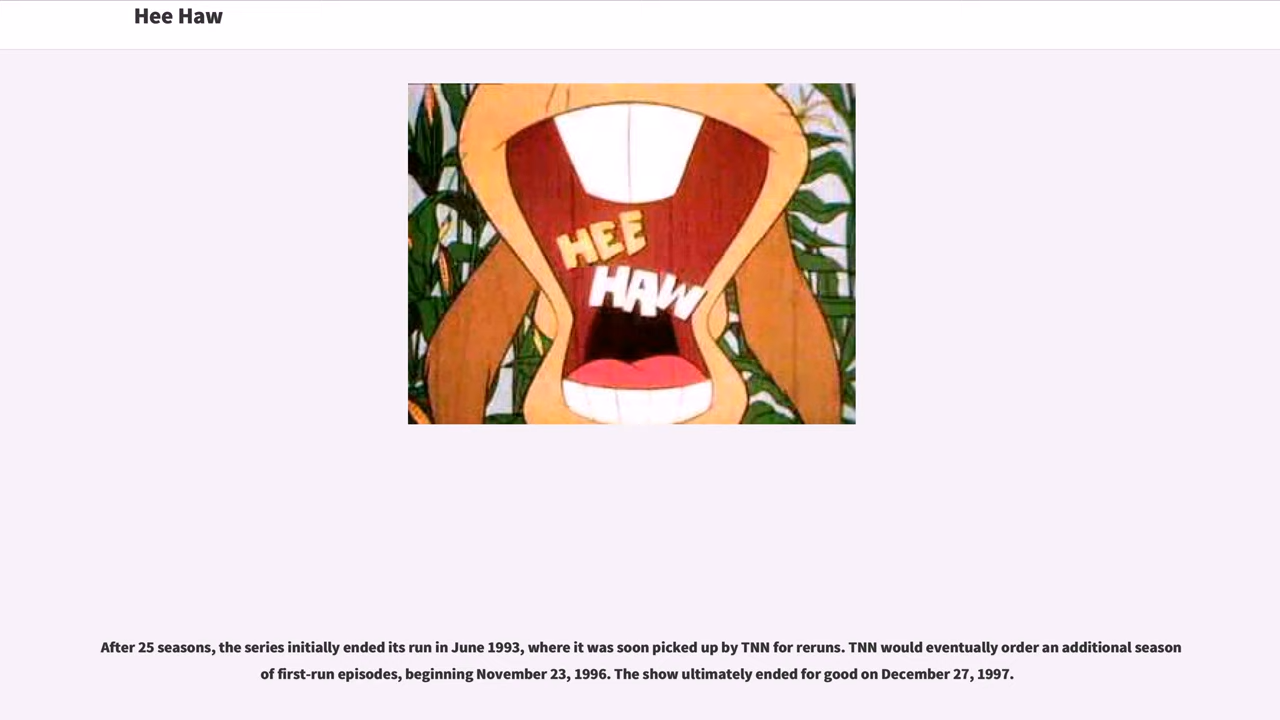 Hee Haw
HEE
HAW
After 25 seasons, the series initially ended its run in June 1993, where it was soon picked up by TNN for reruns. TNN would eventually order an additional season
of first-run episodes, beginning November 23, 1996. The show ultimately ended for good on December 27, 1997.